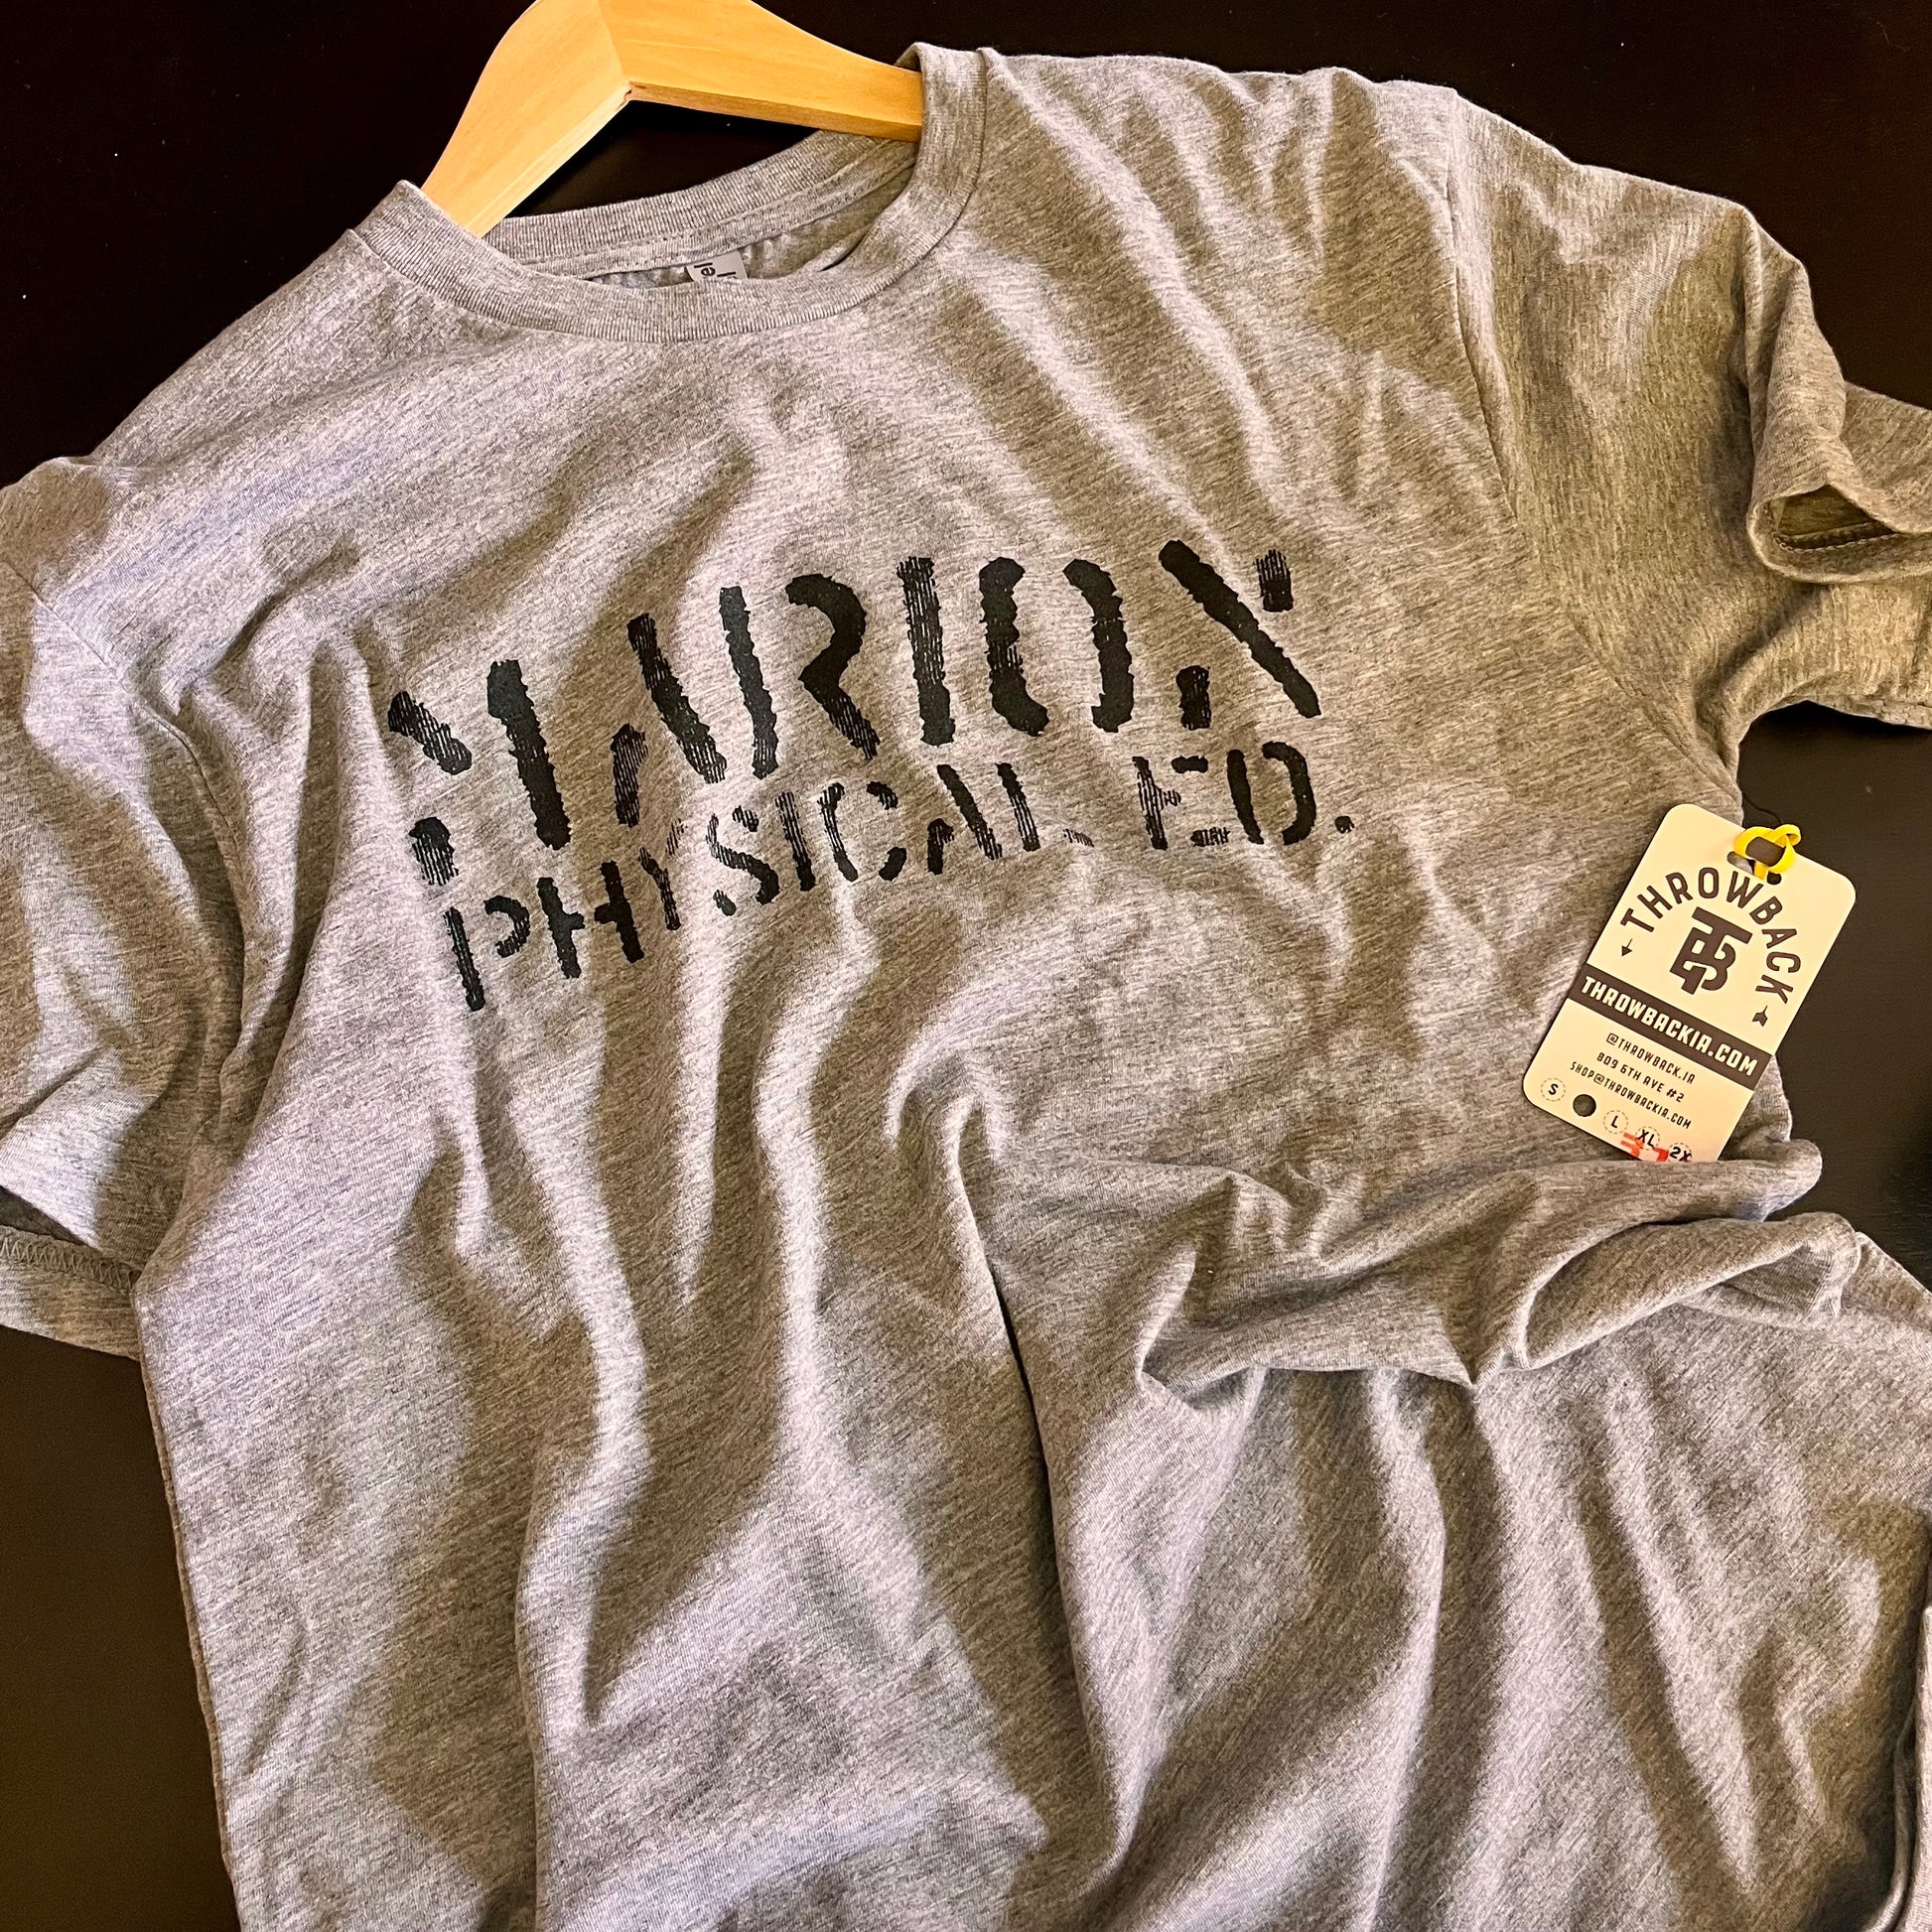 MARION
PHYSICAL ED.
THROWBACK
TB
THROWBACKIA.COM
@THROWBACK.IA
809 6TH AVE #2
SHOP@THROWBACKIA.COM
S L XL 2X